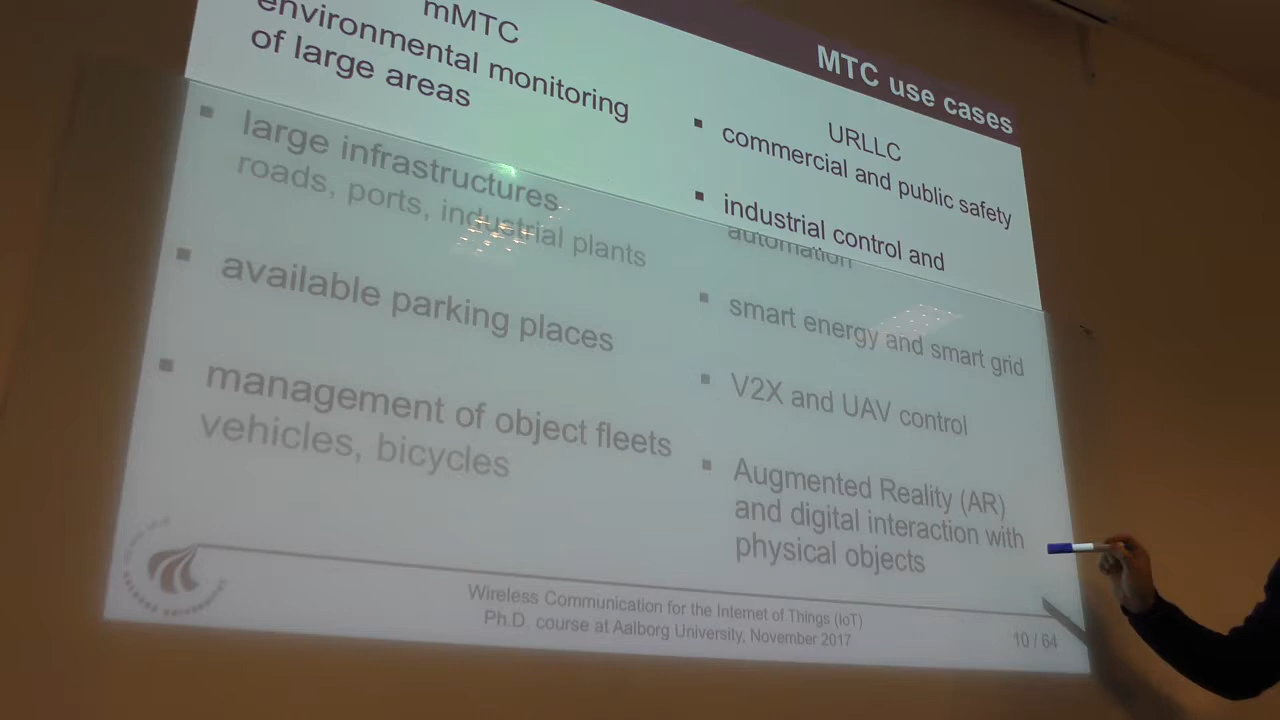 MTC use cases
mMTC
environmental monitoring
of large areas
large infrastructures
roads, ports, industrial plants
available parking places
management of object fleets
vehicles, bicycles
URLLC
commercial and public safety
industrial control and
automation
smart energy and smart grid
V2X and UAV control
Augmented Reality (AR)
and digital interaction with
physical objects
Wireless Communication for the Internet of Things (IoT)
Ph.D. course at Aalborg University, November 2017
10 / 64